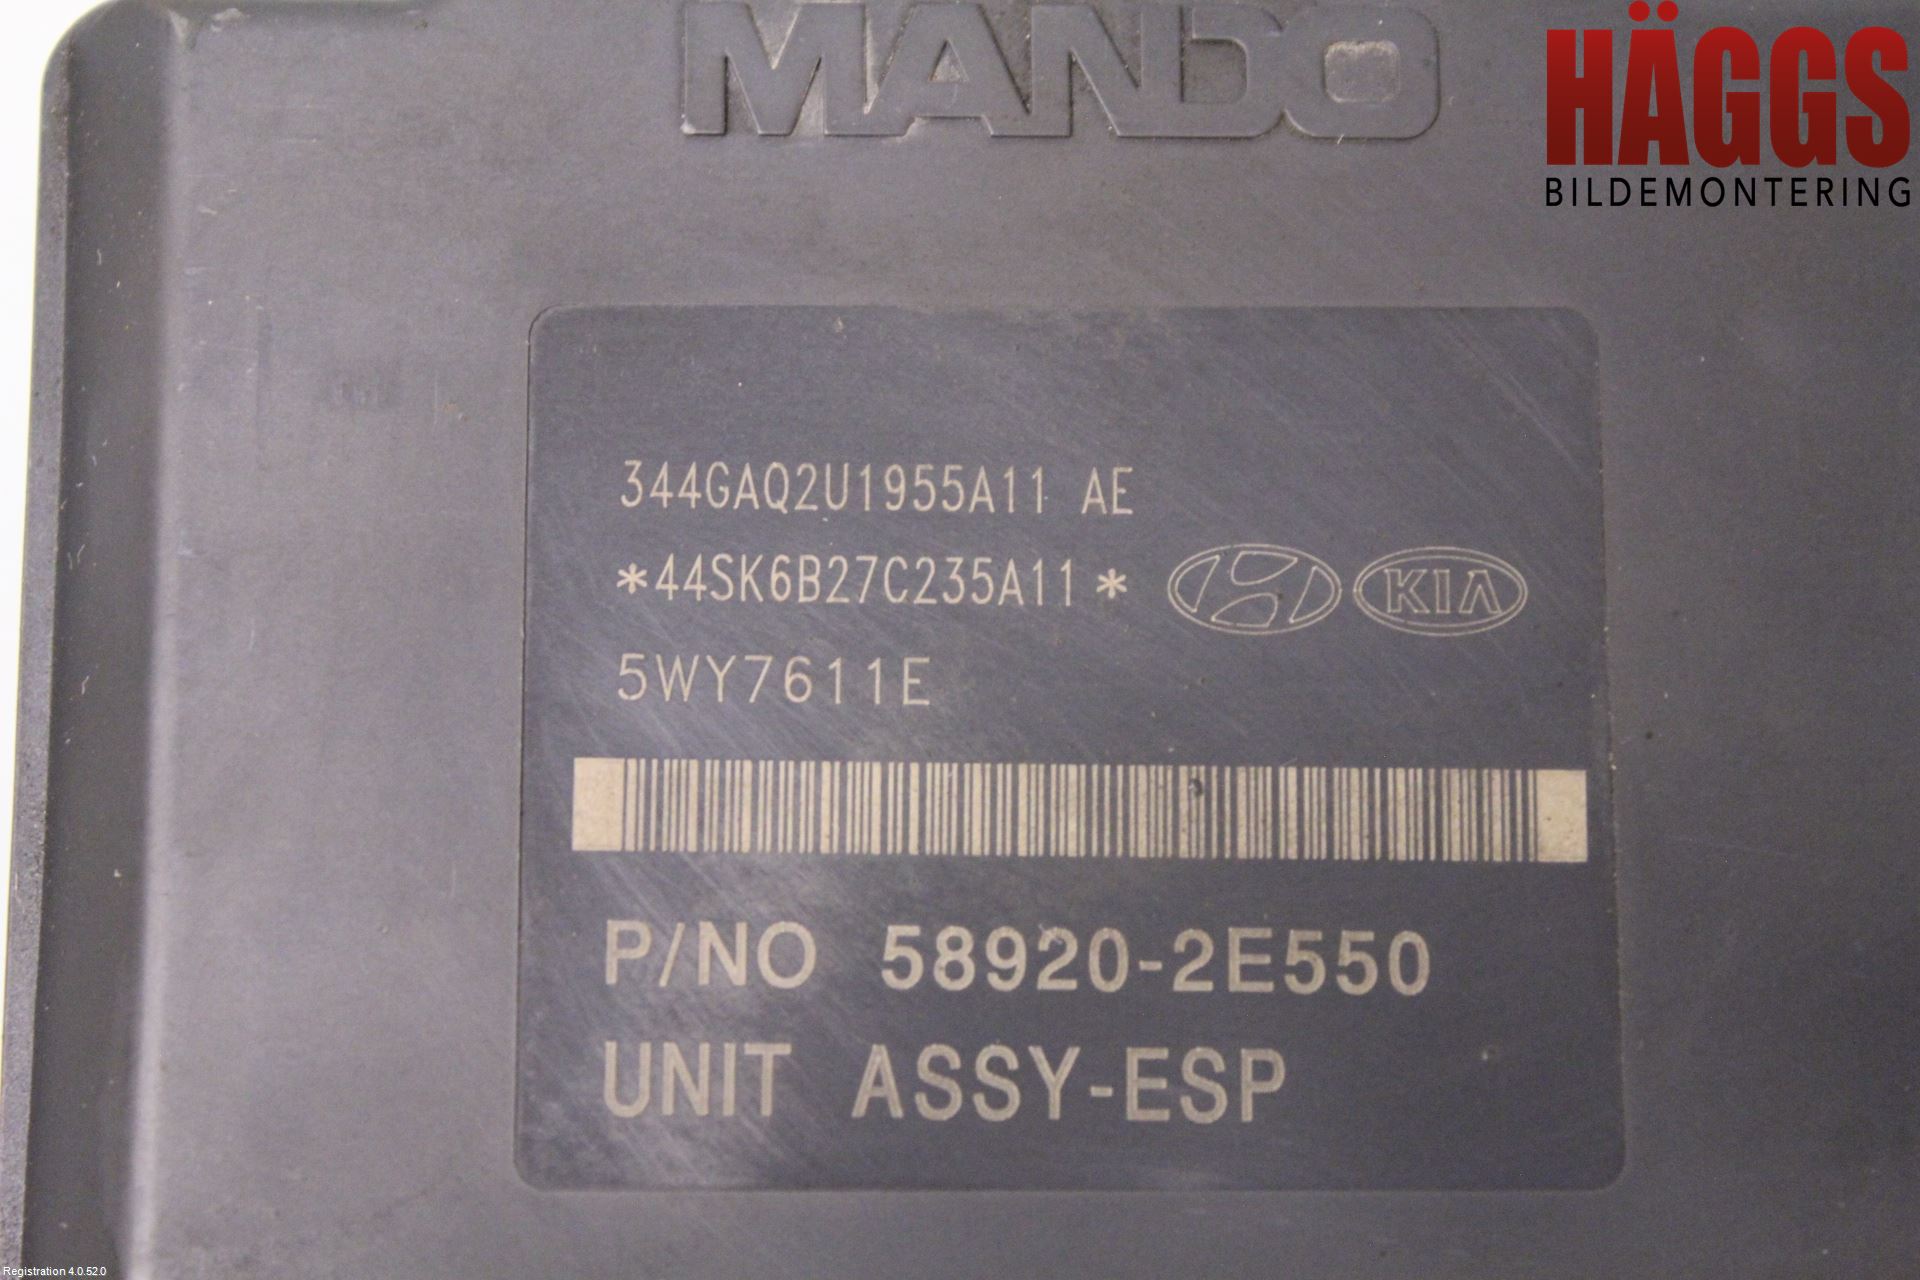 MANDO
HÄGGS
BILDEMONTERING
344GAQ2U1955A11 AE
*44SK6B27C235A11*
KIA
5WY7611E
P/NO 58920-2E550
UNIT ASSY-ESP
Registration 4.0.52.0